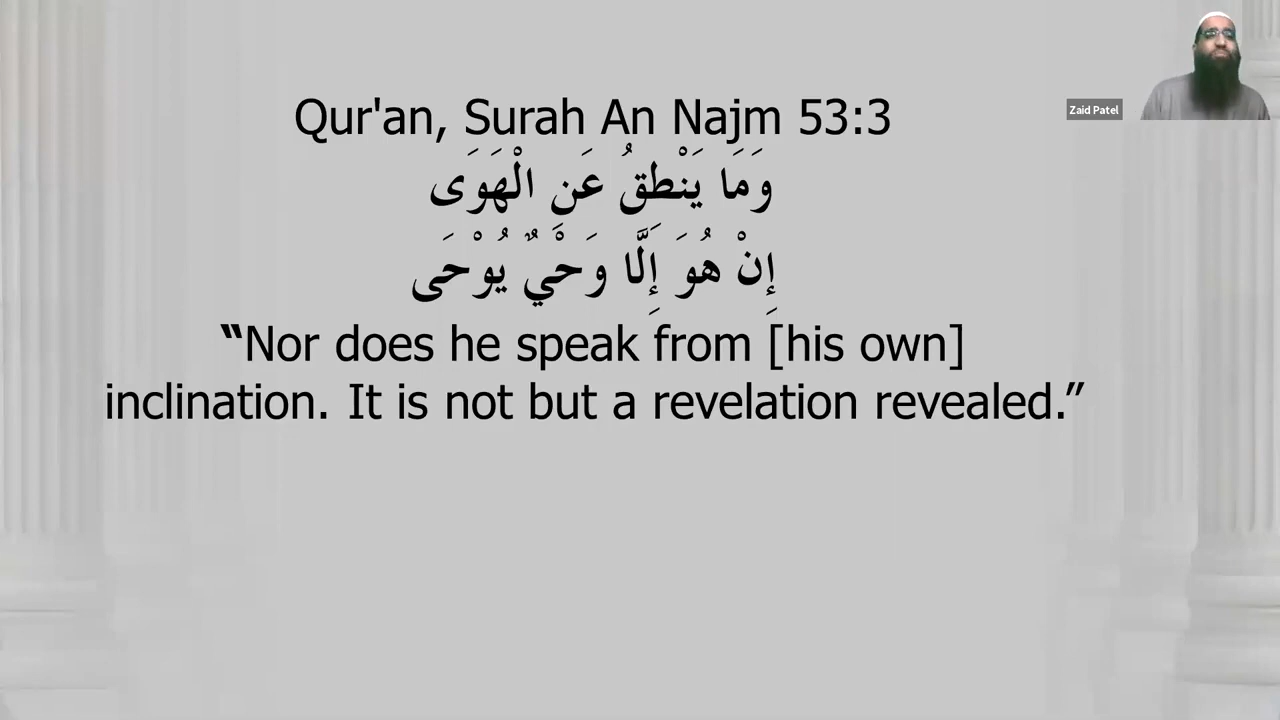 Qur'an, Surah An Najm 53:3
Zaid Patel
وَمَا يَنْطِقُ عَنِ الْهَوَى
إِنْ هُوَ إِلَّا وَحْيٌ يُوْحَى
“Nor does he speak from [his own]
inclination. It is not but a revelation revealed.”